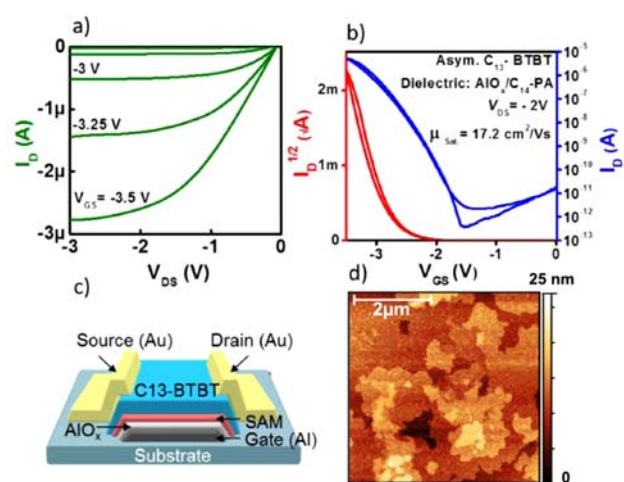 a)
0
-1μ
-2μ
-3μ
I_D (A)
-3 V
-3.25 V
V_GS = -3.5 V
-3 -2 -1 0
V_DS (V)
b)
2m
1m
0
I_D^1/2 (√A)
Asym. C₁₃- BTBT
Dielectric: AlOₓ/C₁₄-PA
V_DS = - 2V
μ_Sat. = 17.2 cm²/Vs
10⁻⁵
10⁻⁶
10⁻⁷
10⁻⁸
10⁻⁹
10⁻¹⁰
10⁻¹¹
10⁻¹²
10⁻¹³
I_D (A)
-3 -2 -1 0
V_GS (V)
c)
Source (Au)
Drain (Au)
C13-BTBT
AlOₓ
SAM
Gate (Al)
Substrate
d)
25 nm
2μm
0